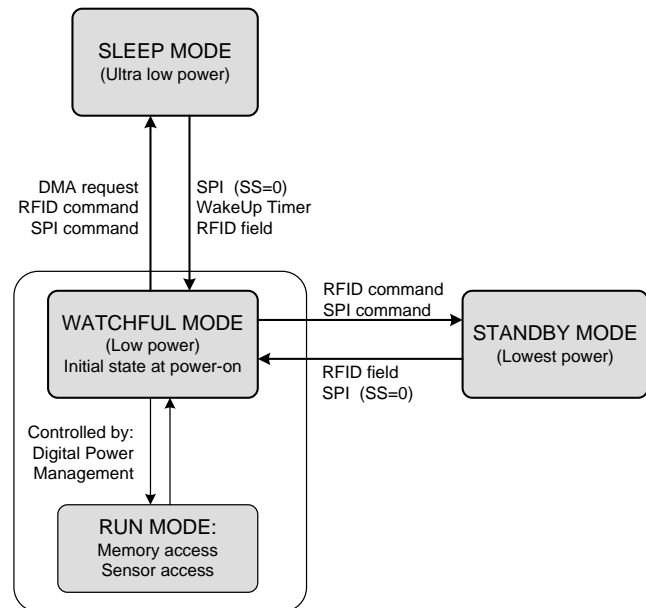 SLEEP MODE
(Ultra low power)
DMA request
RFID command
SPI command
SPI (SS=0)
WakeUp Timer
RFID field
WATCHFUL MODE
(Low power)
Initial state at power-on
RFID command
SPI command
RFID field
SPI (SS=0)
STANDBY MODE
(Lowest power)
Controlled by:
Digital Power
Management
RUN MODE:
Memory access
Sensor access